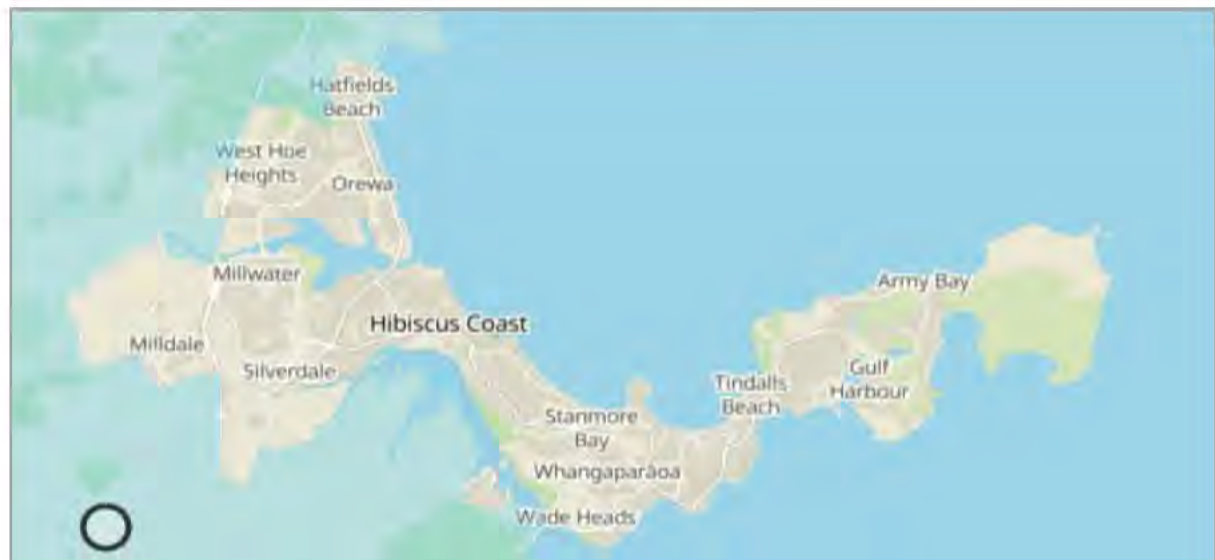 Hatfields
Beach
West Hoe
Heights
Orewa
Millwater
Army Bay
Hibiscus Coast
Milldale
Silverdale
Gulf
Harbour
Tindalls
Beach
Stanmore
Bay
Whangaparāoa
Wade Heads